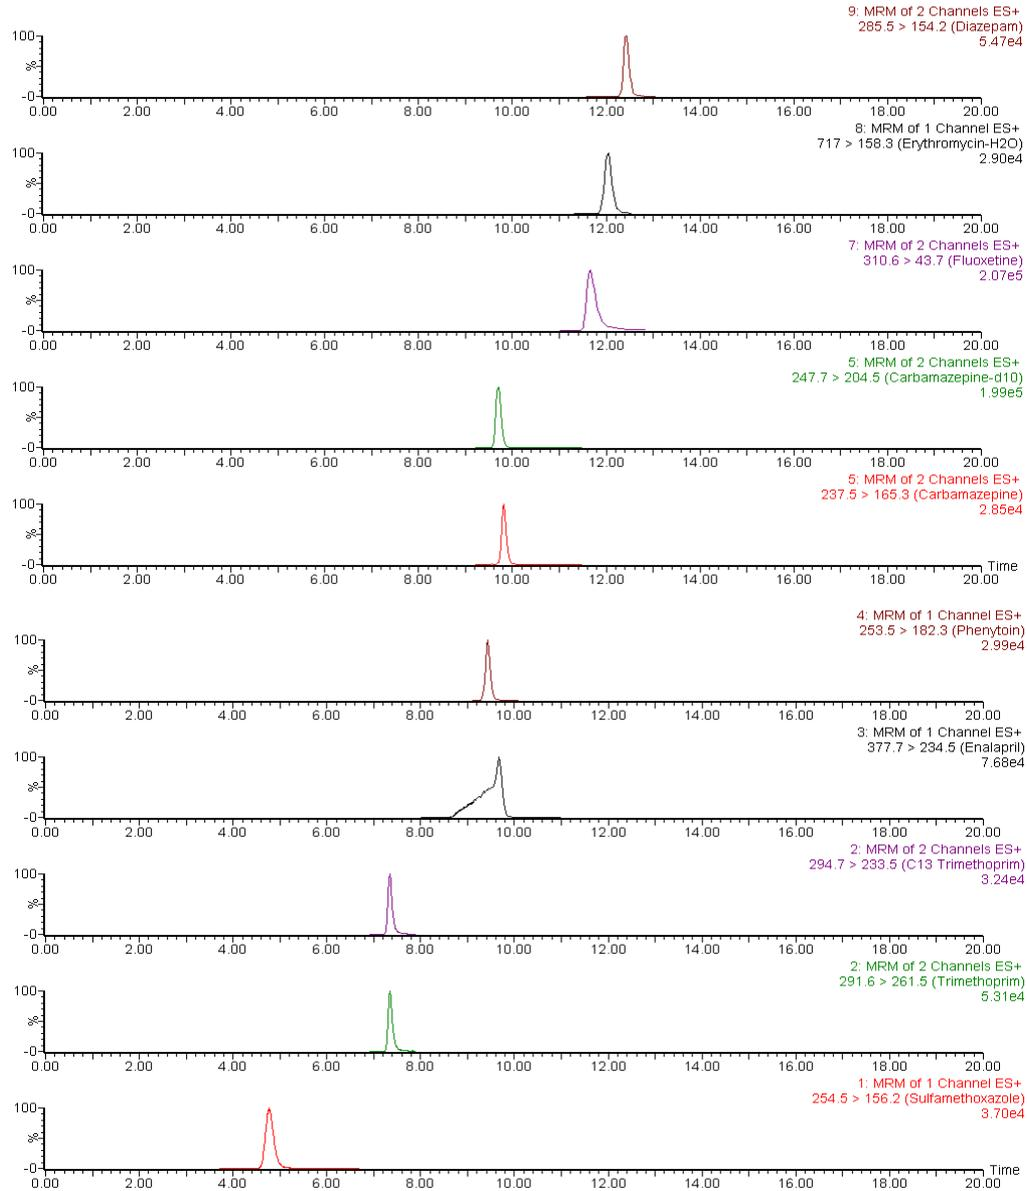 9: MRM of 2 Channels ES+
285.5 > 154.2 (Diazepam)
5.47e4
100
%
-0
0.00 2.00 4.00 6.00 8.00 10.00 12.00 14.00 16.00 18.00 20.00
8: MRM of 1 Channel ES+
717 > 158.3 (Erythromycin-H2O)
2.90e4
100
%
-0
0.00 2.00 4.00 6.00 8.00 10.00 12.00 14.00 16.00 18.00 20.00
7: MRM of 2 Channels ES+
310.6 > 43.7 (Fluoxetine)
2.07e5
100
%
-0
0.00 2.00 4.00 6.00 8.00 10.00 12.00 14.00 16.00 18.00 20.00
5: MRM of 2 Channels ES+
247.7 > 204.5 (Carbamazepine-d10)
1.99e5
100
%
-0
0.00 2.00 4.00 6.00 8.00 10.00 12.00 14.00 16.00 18.00 20.00
5: MRM of 2 Channels ES+
237.5 > 165.3 (Carbamazepine)
2.85e4
100
%
-0
Time
0.00 2.00 4.00 6.00 8.00 10.00 12.00 14.00 16.00 18.00 20.00
4: MRM of 1 Channel ES+
253.5 > 182.3 (Phenytoin)
2.99e4
100
%
-0
0.00 2.00 4.00 6.00 8.00 10.00 12.00 14.00 16.00 18.00 20.00
3: MRM of 1 Channel ES+
377.7 > 234.5 (Enalapril)
7.68e4
100
%
-0
0.00 2.00 4.00 6.00 8.00 10.00 12.00 14.00 16.00 18.00 20.00
2: MRM of 2 Channels ES+
294.7 > 233.5 (C13 Trimethoprim)
3.24e4
100
%
-0
0.00 2.00 4.00 6.00 8.00 10.00 12.00 14.00 16.00 18.00 20.00
2: MRM of 2 Channels ES+
291.6 > 261.5 (Trimethoprim)
5.31e4
100
%
-0
0.00 2.00 4.00 6.00 8.00 10.00 12.00 14.00 16.00 18.00 20.00
1: MRM of 1 Channel ES+
254.5 > 156.2 (Sulfamethoxazole)
3.70e4
100
%
-0
Time
0.00 2.00 4.00 6.00 8.00 10.00 12.00 14.00 16.00 18.00 20.00